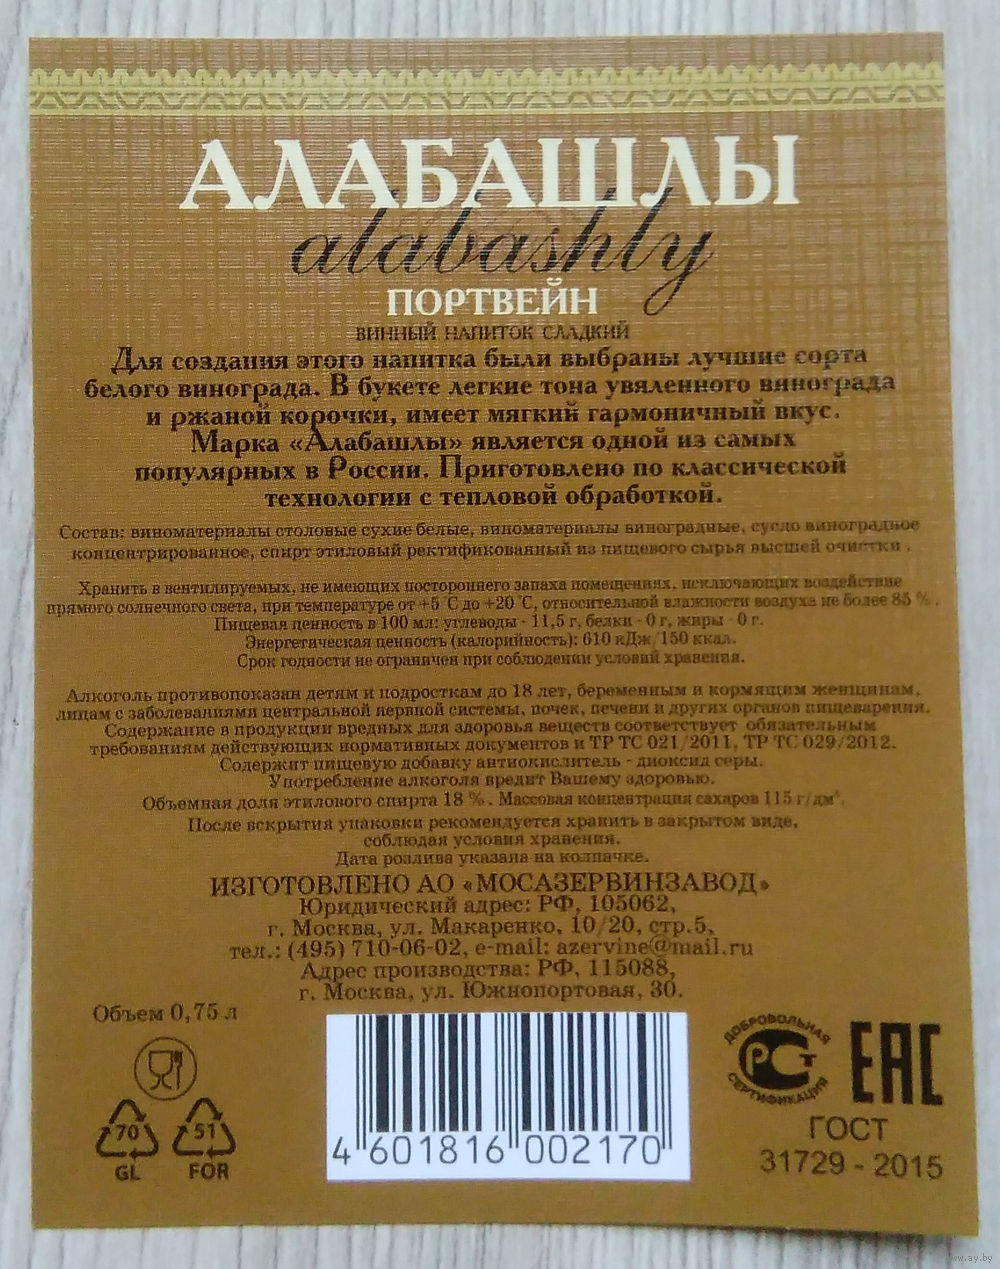 АЛАБАШЛЫ
alabashly
ПОРТВЕЙН
ВИННЫЙ НАПИТОК СЛАДКИЙ
Для создания этого напитка были выбраны лучшие сорта
белого винограда. В букете легкие тона увяленного винограда
и ржаной корочки, имеет мягкий гармоничный вкус.
Марка «Алабашлы» является одной из самых
популярных в России. Приготовлено по классической
технологии с тепловой обработкой.
Состав: виноматериалы столовые сухие белые, виноматериалы виноградные, сусло виноградное
концентрированное, спирт этиловый ректификованный из пищевого сырья высшей очистки .
Хранить в вентилируемых, не имеющих постороннего запаха помещениях, исключающих воздействие
прямого солнечного света, при температуре от +5 °С до +20 °С, относительной влажности воздуха не более 85 % .
Пищевая ценность в 100 мл: углеводы - 11,5 г, белки - 0 г, жиры - 0 г.
Энергетическая ценность (калорийность): 610 кДж/150 ккал.
Срок годности не ограничен при соблюдении условий хранения.
Алкоголь противопоказан детям и подросткам до 18 лет, беременным и кормящим женщинам,
лицам с заболеваниями центральной нервной системы, почек, печени и других органов пищеварения.
Содержание в продукции вредных для здоровья веществ соответствует обязательным
требованиям действующих нормативных документов и ТР ТС 021/2011, ТР ТС 029/2012.
Содержит пищевую добавку антиокислитель - диоксид серы.
Употребление алкоголя вредит Вашему здоровью.
Объемная доля этилового спирта 18 % . Массовая концентрация сахаров 115 г/дм³.
После вскрытия упаковки рекомендуется хранить в закрытом виде,
соблюдая условия хранения.
Дата розлива указана на колпачке.
ИЗГОТОВЛЕНО АО «МОСАЗЕРВИНЗАВОД»
Юридический адрес: РФ, 105062,
г. Москва, ул. Макаренко, 10/20, стр.5,
тел.: (495) 710-06-02, e-mail: azervine@mail.ru
Адрес производства: РФ, 115088,
г. Москва, ул. Южнопортовая, 30.
Объем 0,75 л
70
GL
51
FOR
4 601816 002170
ДОБРОВОЛЬНАЯ
РСТ
СЕРТИФИКАЦИЯ
EAC
ГОСТ
31729 - 2015
www.ay.by